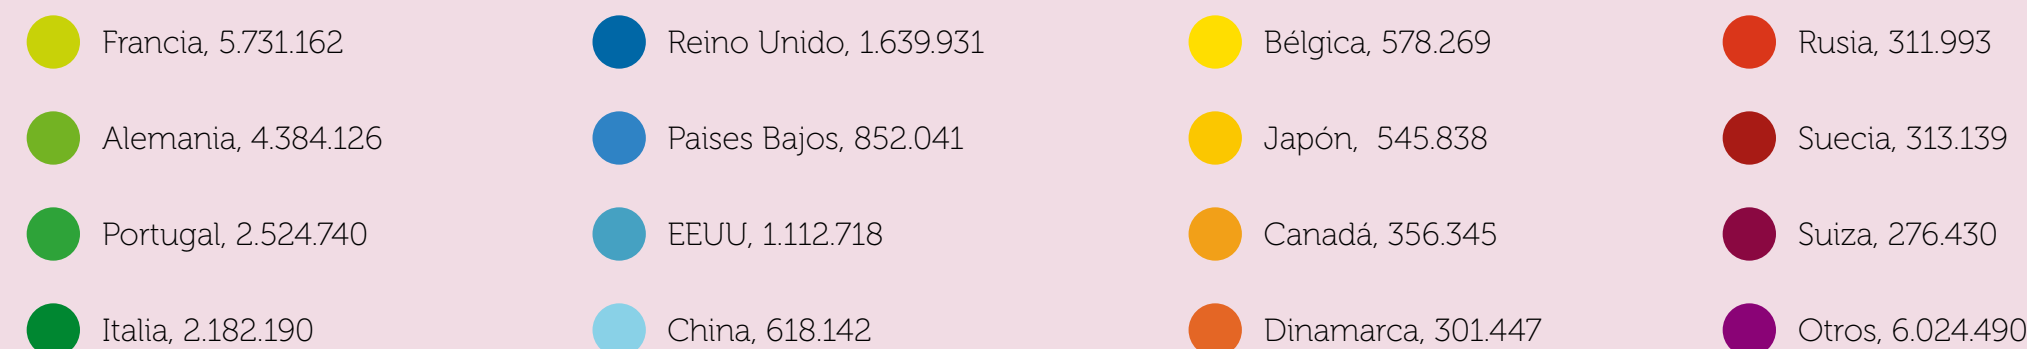 Francia, 5.731.162
Alemania, 4.384.126
Portugal, 2.524.740
Italia, 2.182.190
Reino Unido, 1.639.931
Paises Bajos, 852.041
EEUU, 1.112.718
China, 618.142
Bélgica, 578.269
Japón, 545.838
Canadá, 356.345
Dinamarca, 301.447
Rusia, 311.993
Suecia, 313.139
Suiza, 276.430
Otros, 6.024.490